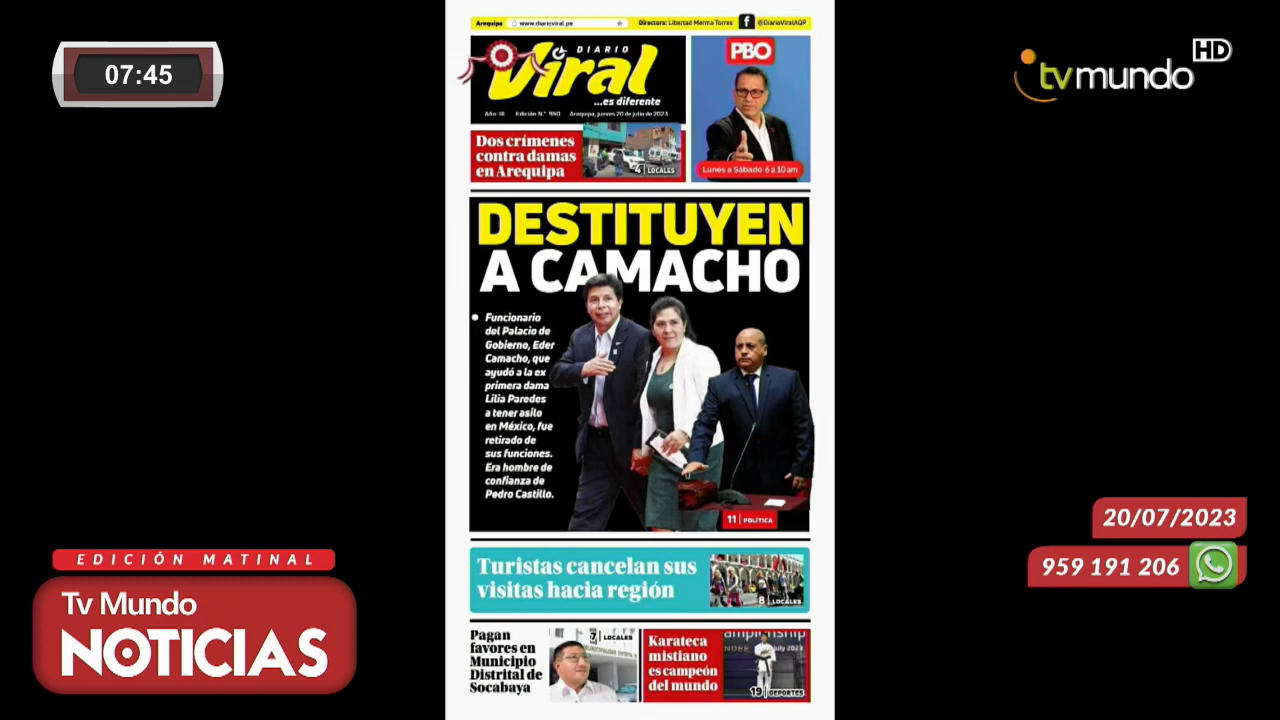 07:45
tvmundo HD
Arequipa www.diarioviral.pe Directora: Libertad Merma Torres @DiarioViralAQP
DIARIO
Viral
...es diferente
Año: III Edición N.° 950 Arequipa, jueves 20 de julio de 2023
PBO
Lunes a Sábado 6 a 10 am
Dos crímenes
contra damas
en Arequipa
4 | LOCALES
DESTITUYEN
A CAMACHO
Funcionario
del Palacio de
Gobierno, Eder
Camacho, que
ayudó a la ex
primera dama
Lilia Paredes
a tener asilo
en México, fue
retirado de
sus funciones.
Era hombre de
confianza de
Pedro Castillo.
11 | POLÍTICA
Turistas cancelan sus
visitas hacia región
8 | LOCALES
Pagan
favores en
Municipio
Distrital de
Socabaya
7 | LOCALES
Karateca
mistiano
es campeón
del mundo
19 | DEPORTES
20/07/2023
959 191 206
EDICIÓN MATINAL
Tv Mundo
NOTICIAS